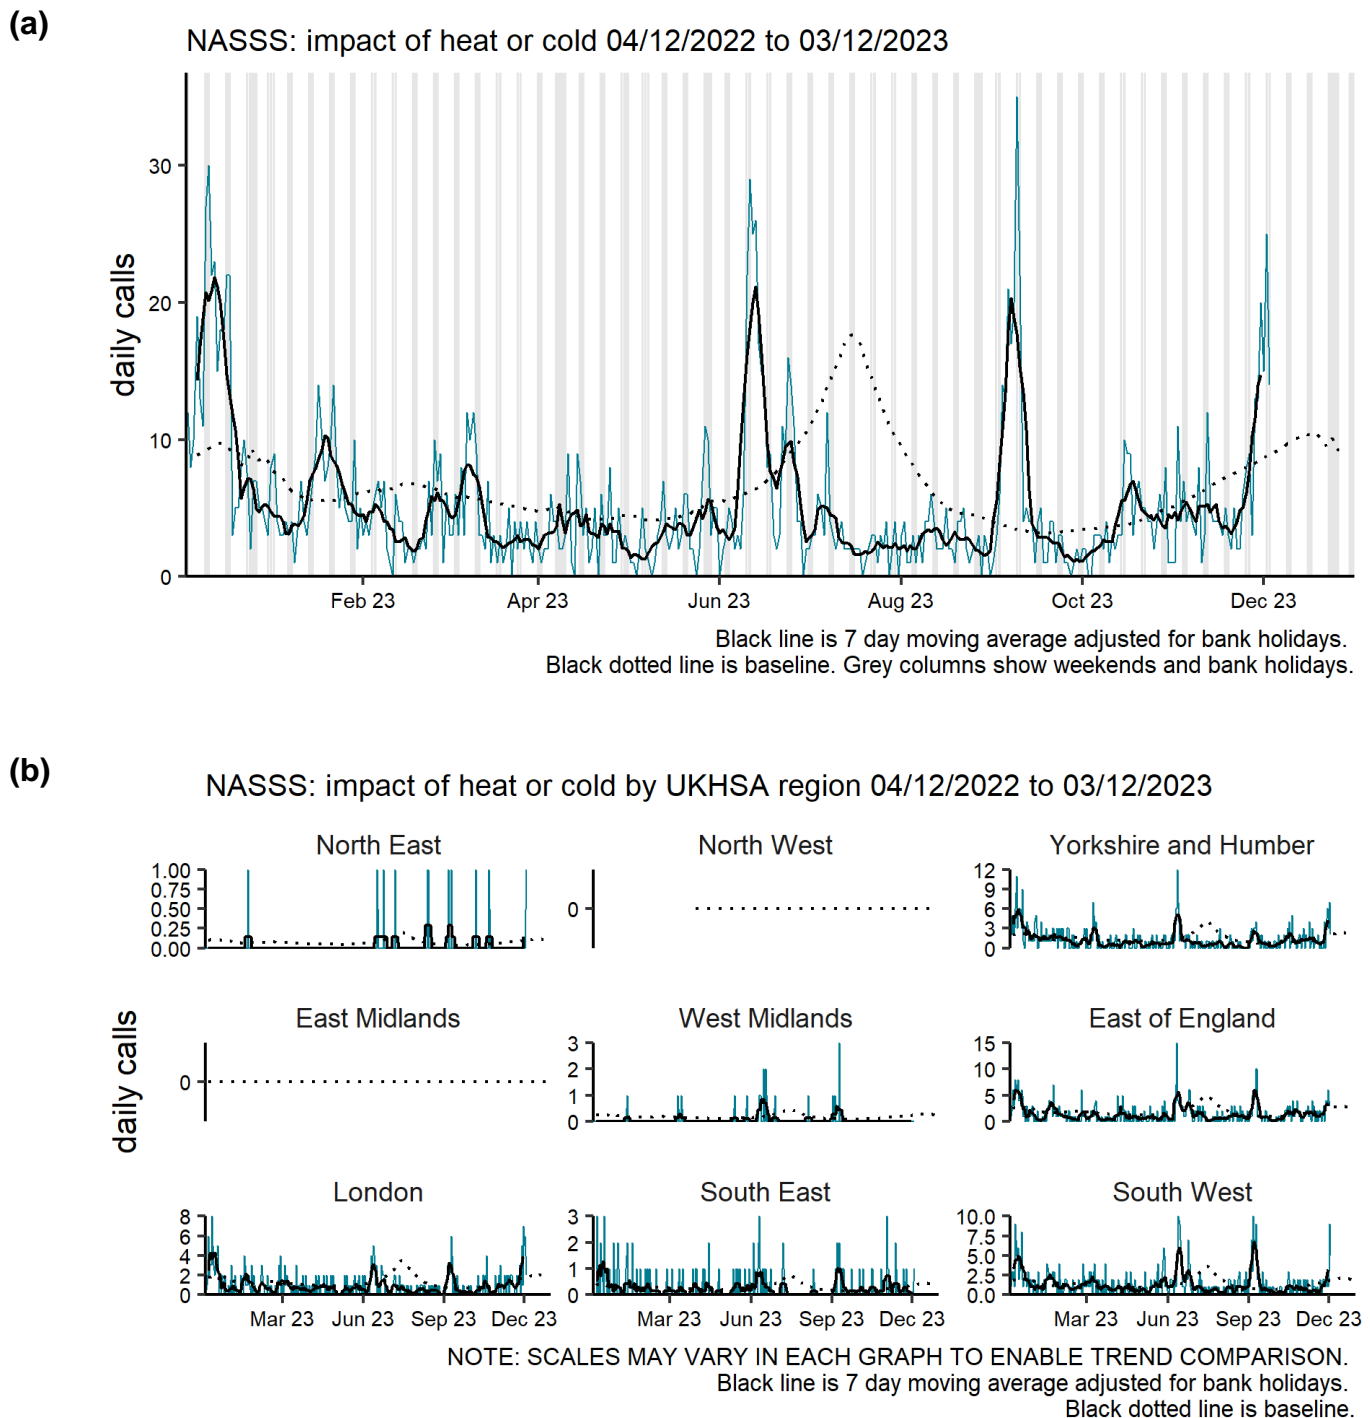 (a)
NASSS: impact of heat or cold 04/12/2022 to 03/12/2023
daily calls
30
20
10
0
Feb 23 Apr 23 Jun 23 Aug 23 Oct 23 Dec 23
Black line is 7 day moving average adjusted for bank holidays.
Black dotted line is baseline. Grey columns show weekends and bank holidays.
(b)
NASSS: impact of heat or cold by UKHSA region 04/12/2022 to 03/12/2023
daily calls
North East
1.00
0.75
0.50
0.25
0.00
North West
0
Yorkshire and Humber
12
9
6
3
0
East Midlands
0
West Midlands
3
2
1
0
East of England
15
10
5
0
London
8
6
4
2
0
Mar 23 Jun 23 Sep 23 Dec 23
South East
3
2
1
0
Mar 23 Jun 23 Sep 23 Dec 23
South West
10.0
7.5
5.0
2.5
0.0
Mar 23 Jun 23 Sep 23 Dec 23
NOTE: SCALES MAY VARY IN EACH GRAPH TO ENABLE TREND COMPARISON.
Black line is 7 day moving average adjusted for bank holidays.
Black dotted line is baseline.